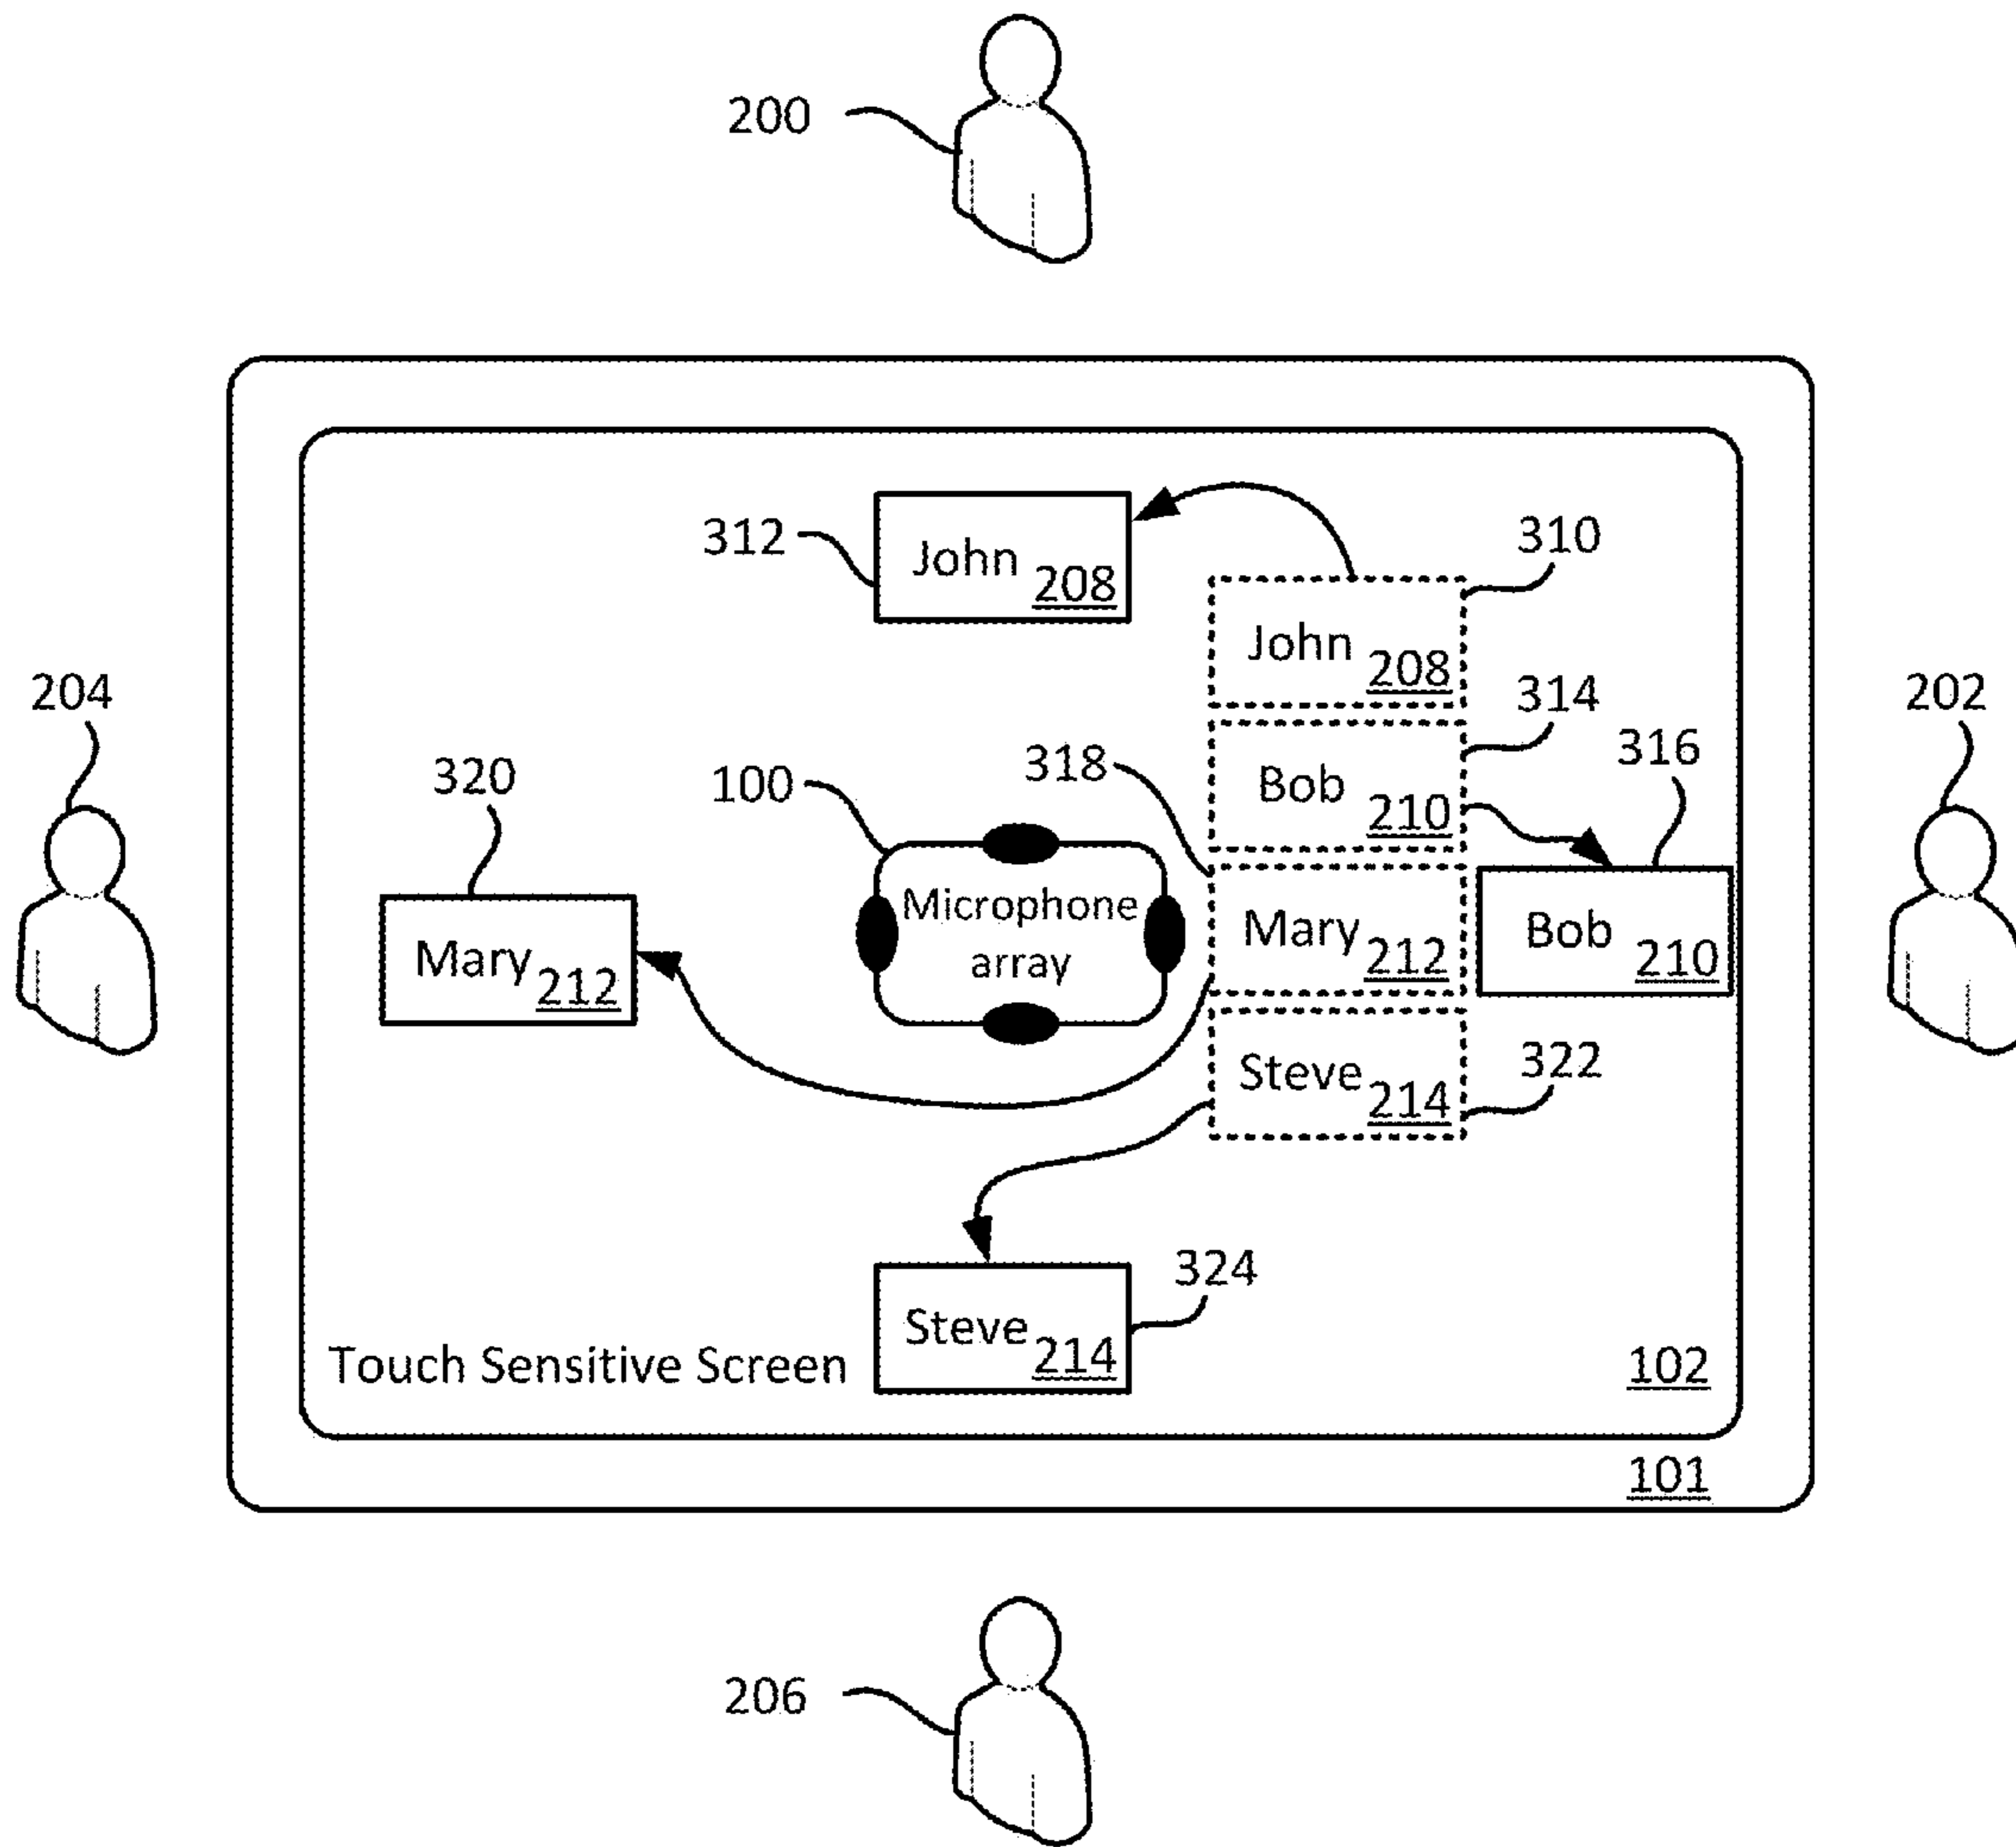 200
312
John 208
310
John 208
204
314
202
320
100
318
Bob 210
316
Microphone
array
Mary 212
Mary 212
Bob 210
Steve 214
322
324
Steve 214
Touch Sensitive Screen
102
101
206